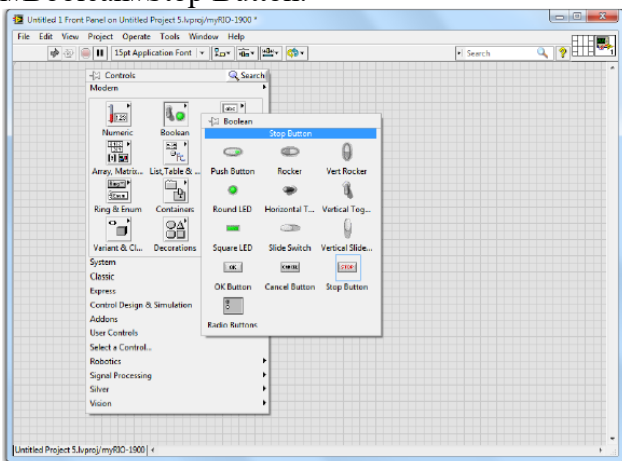 Untitled 1 Front Panel on Untitled Project 5.lvproj/myRIO-1900 *
File Edit View Project Operate Tools Window Help
15pt Application Font
Search
Controls
Search
Modern
Numeric
Boolean
Array, Matrix...
List, Table & ...
Ring & Enum
Containers
Variant & Cl...
Decorations
System
Classic
Express
Control Design & Simulation
Addons
User Controls
Select a Control...
Robotics
Signal Processing
Silver
Vision
Boolean
Stop Button
Push Button
Rocker
Vert Rocker
Round LED
Horizontal T...
Vertical Tog...
Square LED
Slide Switch
Vertical Slide...
OK
CANCEL
STOP
OK Button
Cancel Button
Stop Button
Radio Buttons
Untitled Project 5.lvproj/myRIO-1900